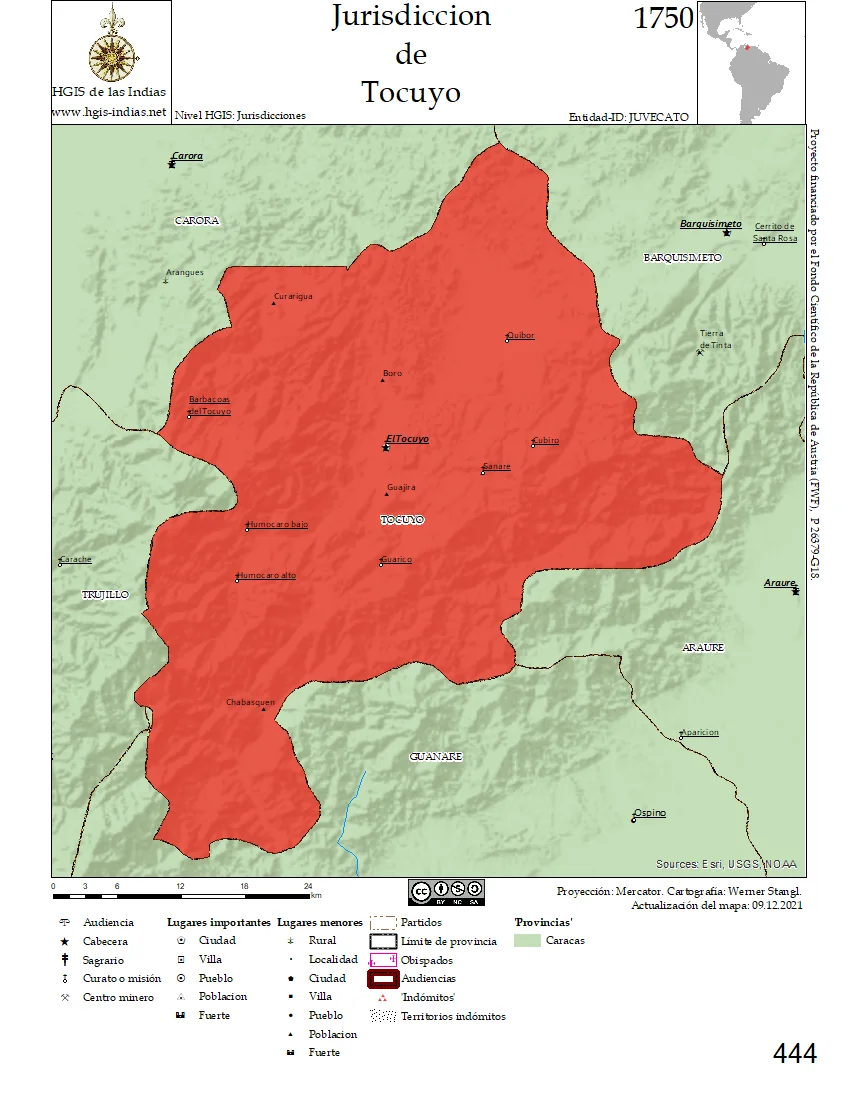 Jurisdiccion
de
Tocuyo
1750
HGIS de las Indias
www.hgis-indias.net
Nivel HGIS: Jurisdicciones
Entidad-ID: JUVECATO
Carora
CARORA
Barquisimeto
Cerrito de
Santa Rosa
BARQUISIMETO
Arangues
Curarigua
Quibor
Tierra
de Tinta
Boro
Barbacoas
del Tocuyo
El Tocuyo
Cubiro
Sanare
Guajira
TOCUYO
Humocaro bajo
Carache
Guarico
Humocaro alto
TRUJILLO
Araure
ARAURE
Chabasquen
Aparicion
GUANARE
Ospino
Sources: Esri, USGS, NOAA
Proyecto financiado por el Fondo Científico de la República de Austria (FWF), P 26379-G18.
0 3 6 12 18 24
km
cc
BY NC SA
Proyección: Mercator. Cartografía: Werner Stangl.
Actualización del mapa: 09.12.2021
Audiencia
Cabecera
Sagrario
Curato o misión
Centro minero
Lugares importantes
Ciudad
Villa
Pueblo
Poblacion
Fuerte
Lugares menores
Rural
Localidad
Ciudad
Villa
Pueblo
Poblacion
Fuerte
Partidos
Límite de provincia
Obispados
Audiencias
'Indómitos'
Territorios indómitos
'Provincias'
Caracas
444